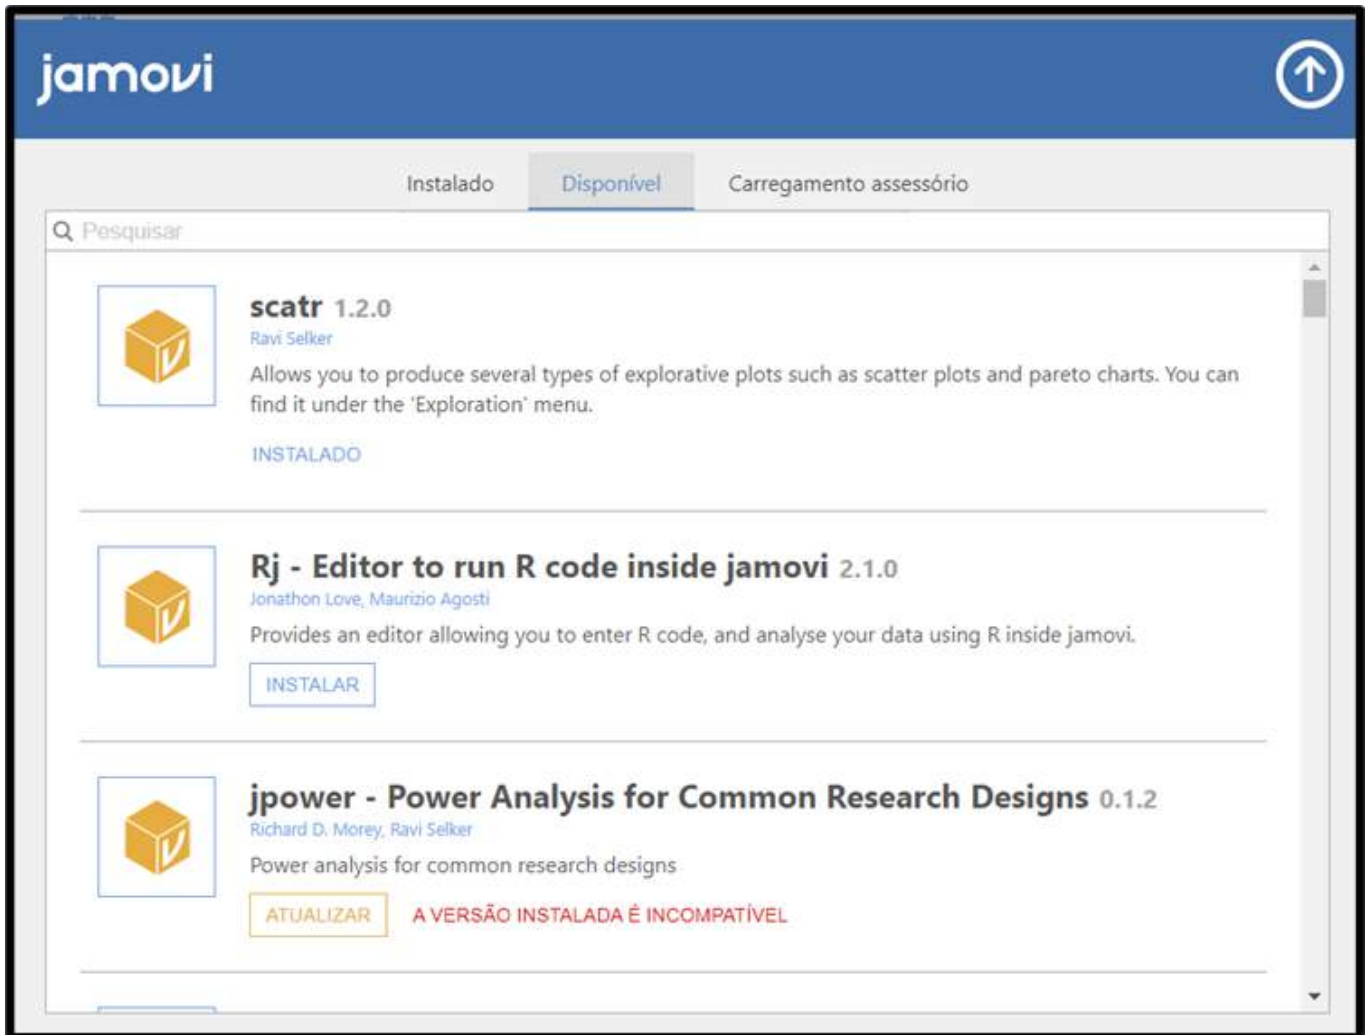 jamovi
Instalado Disponível Carregamento assessório
Pesquisar
scatr 1.2.0
Ravi Selker
Allows you to produce several types of explorative plots such as scatter plots and pareto charts. You can
find it under the 'Exploration' menu.
INSTALADO
Rj - Editor to run R code inside jamovi 2.1.0
Jonathon Love, Maurizio Agosti
Provides an editor allowing you to enter R code, and analyse your data using R inside jamovi.
INSTALAR
jpower - Power Analysis for Common Research Designs 0.1.2
Richard D. Morey, Ravi Selker
Power analysis for common research designs
ATUALIZAR A VERSÃO INSTALADA É INCOMPATÍVEL